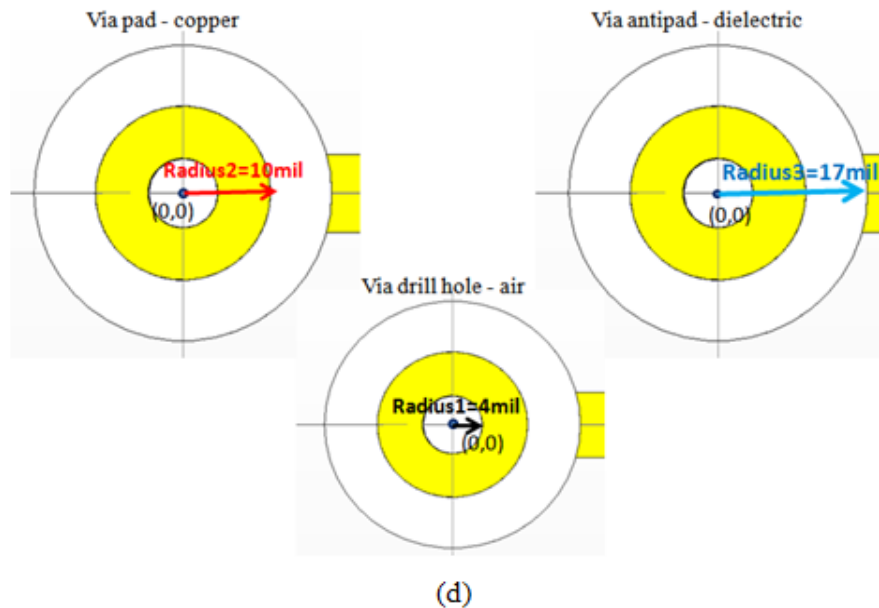 Via pad - copper
Via antipad - dielectric
Radius2=10mil
(0,0)
Radius3=17mil
(0,0)
Via drill hole - air
Radius1=4mil
(0,0)
(d)